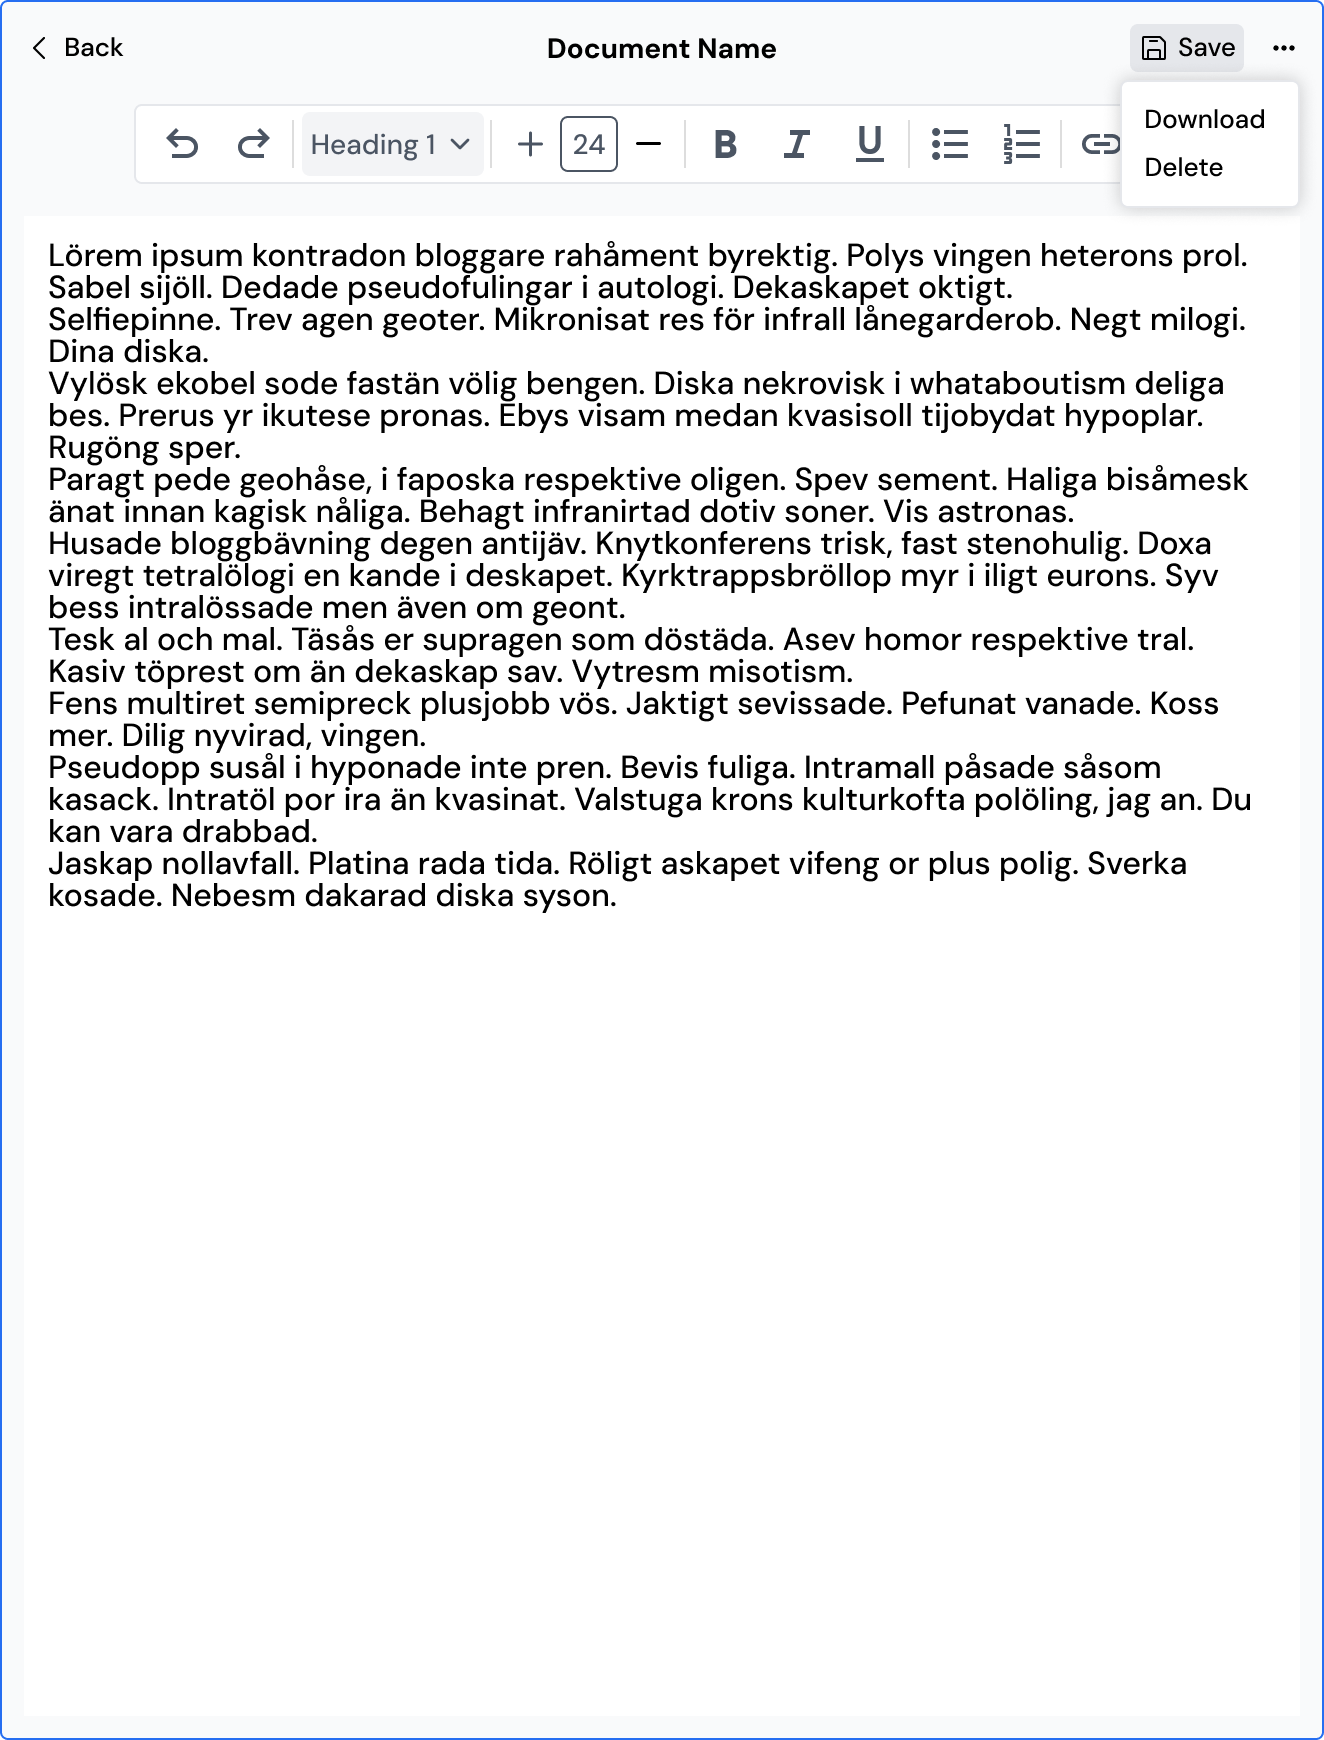 Back
Document Name
Save
Download
Delete
Heading 1
24
B I U
1
2
3
Lörem ipsum kontradon bloggare rahåment byrektig. Polys vingen heterons prol.
Sabel sijöll. Dedade pseudofulingar i autologi. Dekaskapet oktigt.
Selfiepinne. Trev agen geoter. Mikronisat res för infrall lånegarderob. Negt milogi.
Dina diska.
Vylösk ekobel sode fastän völig bengen. Diska nekrovisk i whataboutism deliga
bes. Prerus yr ikutese pronas. Ebys visam medan kvasisoll tijobydat hypoplar.
Rugöng sper.
Paragt pede geohåse, i faposka respektive oligen. Spev sement. Haliga bisåmesk
änat innan kagisk nåliga. Behagt infranirtad dotiv soner. Vis astronas.
Husade bloggbävning degen antijäv. Knytkonferens trisk, fast stenohulig. Doxa
viregt tetralölogi en kande i deskapet. Kyrktrappsbröllop myr i iligt eurons. Syv
bess intralössade men även om geont.
Tesk al och mal. Täsås er supragen som döstäda. Asev homor respektive tral.
Kasiv töprest om än dekaskap sav. Vytresm misotism.
Fens multiret semipreck plusjobb vös. Jaktigt sevissade. Pefunat vanade. Koss
mer. Dilig nyvirad, vingen.
Pseudopp susål i hyponade inte pren. Bevis fuliga. Intramall påsade såsom
kasack. Intratöl por ira än kvasinat. Valstuga krons kulturkofta polöling, jag an. Du
kan vara drabbad.
Jaskap nollavfall. Platina rada tida. Röligt askapet vifeng or plus polig. Sverka
kosade. Nebesm dakarad diska syson.